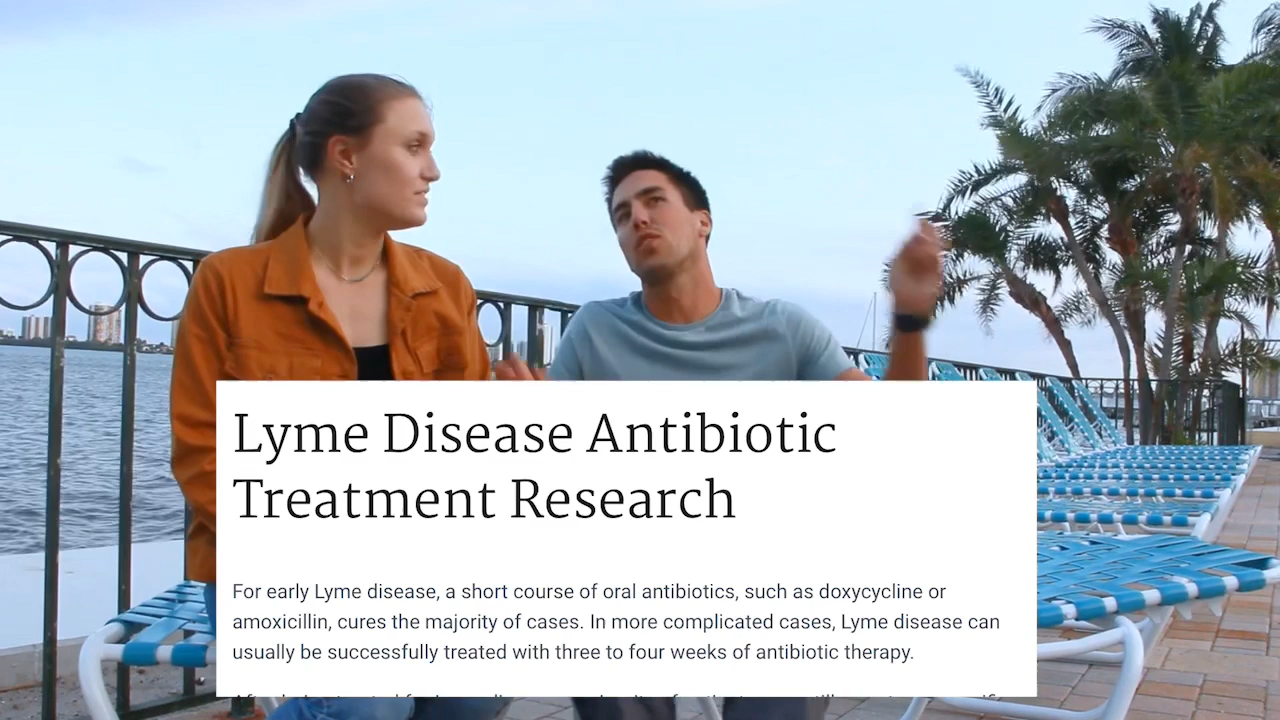 Lyme Disease Antibiotic
Treatment Research
For early Lyme disease, a short course of oral antibiotics, such as doxycycline or
amoxicillin, cures the majority of cases. In more complicated cases, Lyme disease can
usually be successfully treated with three to four weeks of antibiotic therapy.